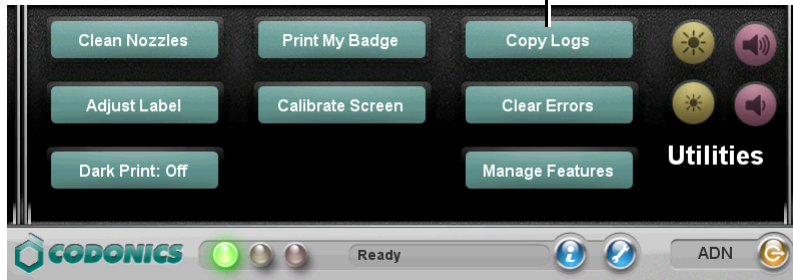 Clean Nozzles Print My Badge Copy Logs
Adjust Label Calibrate Screen Clear Errors
Dark Print: Off Manage Features Utilities
CODONICS Ready ADN